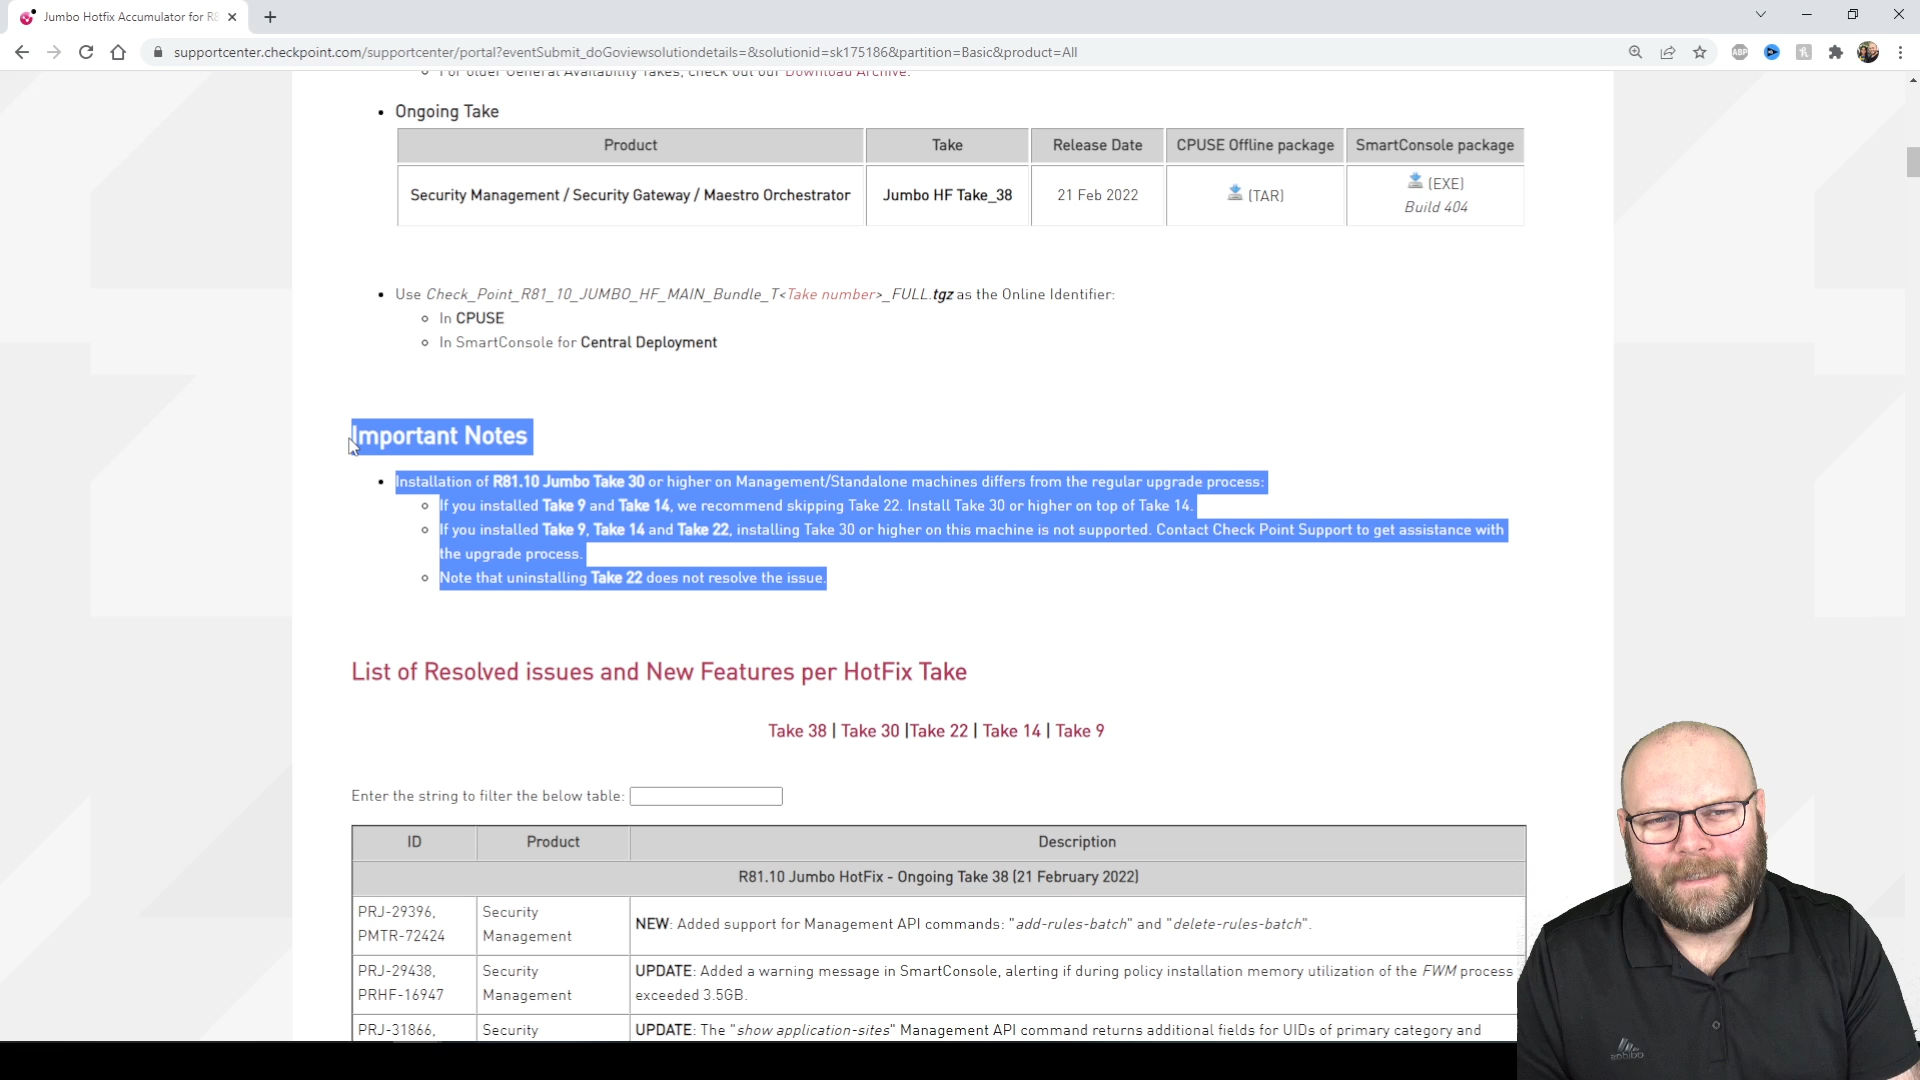 Jumbo Hotfix Accumulator for R8
supportcenter.checkpoint.com/supportcenter/portal?eventSubmit_doGoviewsolutiondetails=&solutionid=sk175186&partition=Basic&product=All
ABP
For older General Availability Takes, check out our Download Archive.
Ongoing Take
Product Take Release Date CPUSE Offline package SmartConsole package
Security Management / Security Gateway / Maestro Orchestrator Jumbo HF Take_38 21 Feb 2022 (TAR) (EXE)
Build 404
Use Check_Point_R81_10_JUMBO_HF_MAIN_Bundle_T<Take number>_FULL.tgz as the Online Identifier:
In CPUSE
In SmartConsole for Central Deployment
Important Notes
Installation of R81.10 Jumbo Take 30 or higher on Management/Standalone machines differs from the regular upgrade process:
If you installed Take 9 and Take 14, we recommend skipping Take 22. Install Take 30 or higher on top of Take 14.
If you installed Take 9, Take 14 and Take 22, installing Take 30 or higher on this machine is not supported. Contact Check Point Support to get assistance with
the upgrade process.
Note that uninstalling Take 22 does not resolve the issue.
List of Resolved issues and New Features per HotFix Take
Take 38 | Take 30 |Take 22 | Take 14 | Take 9
Enter the string to filter the below table:
ID Product Description
R81.10 Jumbo HotFix - Ongoing Take 38 (21 February 2022)
PRJ-29396,
PMTR-72424
Security
Management
NEW: Added support for Management API commands: "add-rules-batch" and "delete-rules-batch".
PRJ-29438,
PRHF-16947
Security
Management
UPDATE: Added a warning message in SmartConsole, alerting if during policy installation memory utilization of the FWM process
exceeded 3.5GB.
PRJ-31866,
Security
UPDATE: The "show application-sites" Management API command returns additional fields for UIDs of primary category and
adidas